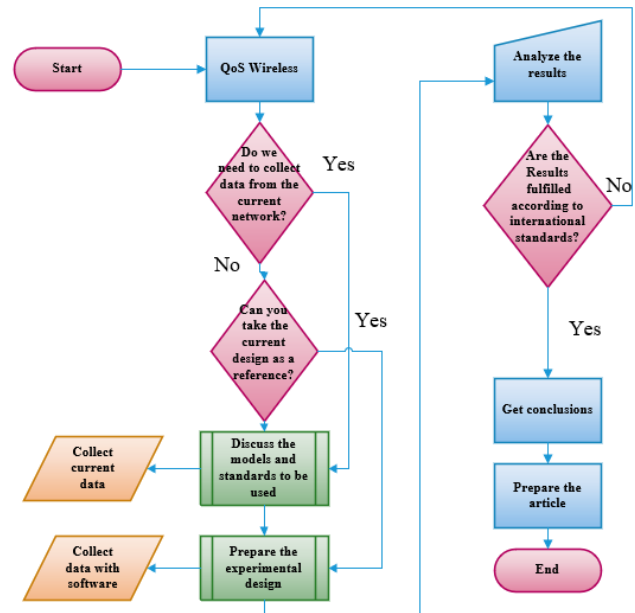 Start
QoS Wireless
Do we
need to collect
data from the
current
network?
Yes
No
Can you
take the
current
design as a
reference?
Yes
Discuss the
models and
standards to be
used
Collect
current
data
Prepare the
experimental
design
Collect
data with
software
Analyze the
results
Are the
Results
fulfilled
according to
international
standards?
No
Yes
Get conclusions
Prepare the
article
End